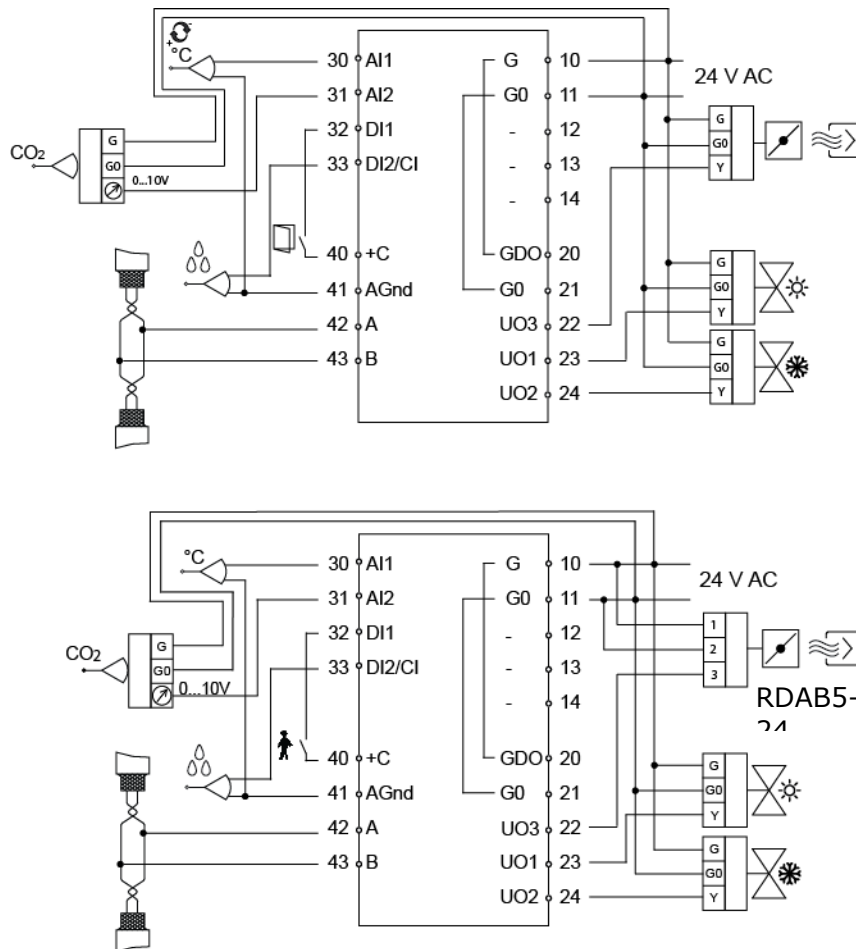 + -
°C
30 AI1 G 10
24 V AC
31 AI2 G0 11
32 DI1 - 12
G
G0
Y
CO2
G
G0
0...10V
33 DI2/CI - 13
- 14
40 +C GDO 20
41 AGnd G0 21
G
G0
Y
42 A UO3 22
43 B UO1 23
UO2 24
G
G0
Y
°C
30 AI1 G 10
24 V AC
31 AI2 G0 11
32 DI1 - 12
1
2
3
CO2
G
G0
0...10V
33 DI2/CI - 13
- 14
RDAB5-
24
40 +C GDO 20
41 AGnd G0 21
G
G0
Y
42 A UO3 22
43 B UO1 23
UO2 24
G
G0
Y